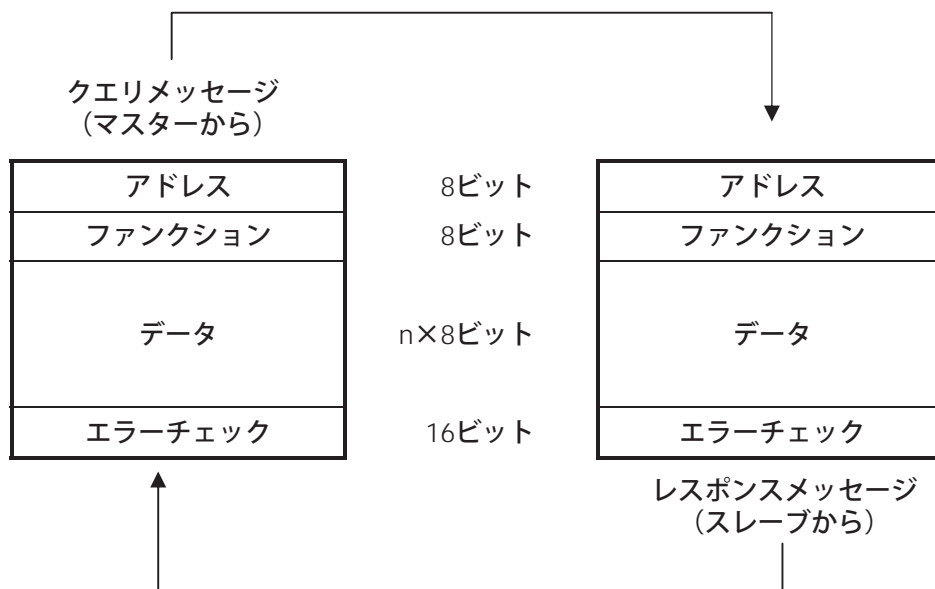 クエリメッセージ
（マスターから）
アドレス 8ビット アドレス
ファンクション 8ビット ファンクション
データ n×8ビット データ
エラーチェック 16ビット エラーチェック
レスポンスメッセージ
（スレーブから）